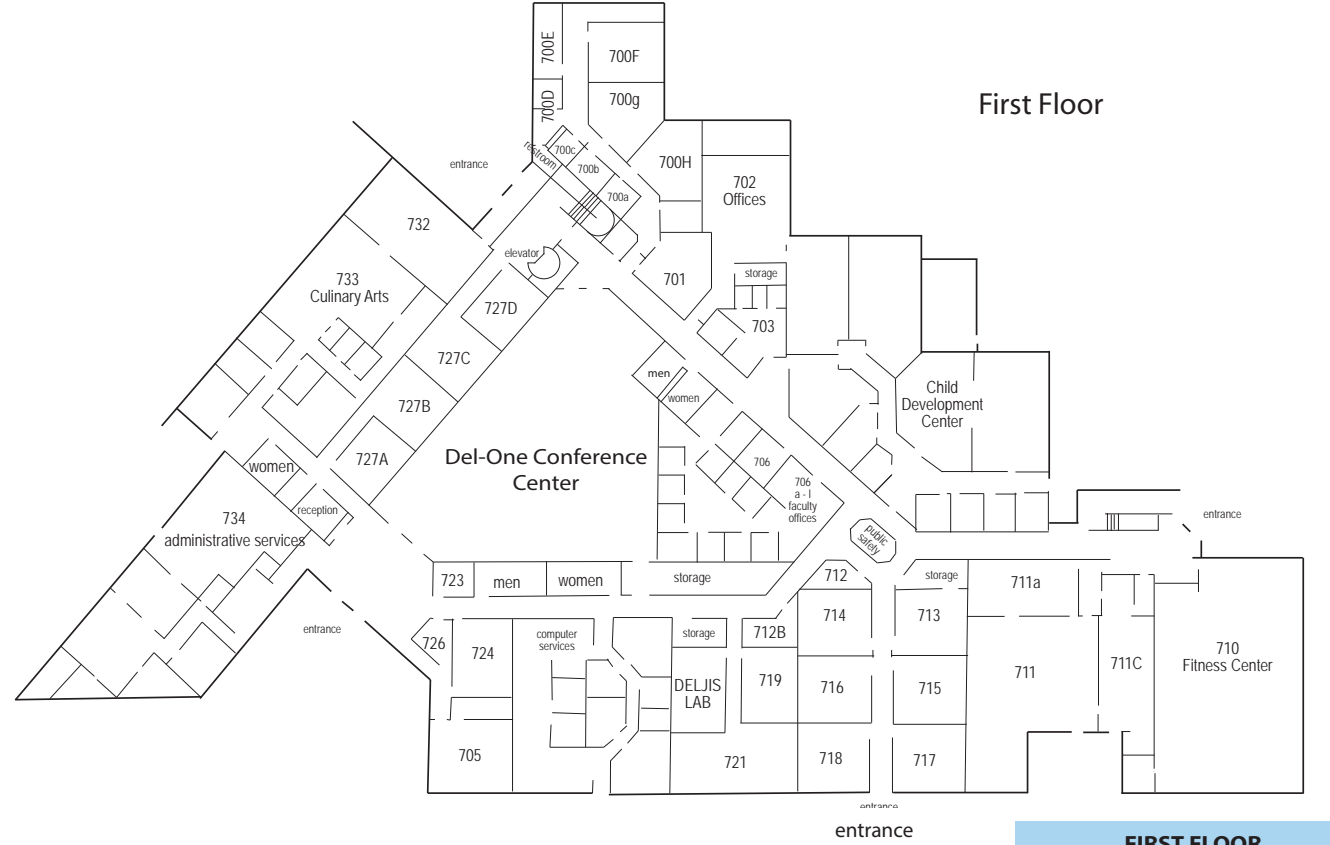 First Floor
700E
700F
700D
700g
restroom
700c
700b
700a
700H
702
Offices
entrance
732
elevator
701
storage
733
Culinary Arts
727D
703
727C
men
women
Child
Development
Center
727B
727A
Del-One Conference
Center
706
706
a - l
faculty
offices
women
reception
734
administrative services
public
safety
entrance
723
men
women
storage
712
storage
711a
entrance
726
724
computer
services
storage
712B
714
713
711
711C
710
Fitness Center
DELJIS
LAB
719
716
715
705
721
718
717
entrance
entrance
FIRST FLOOR